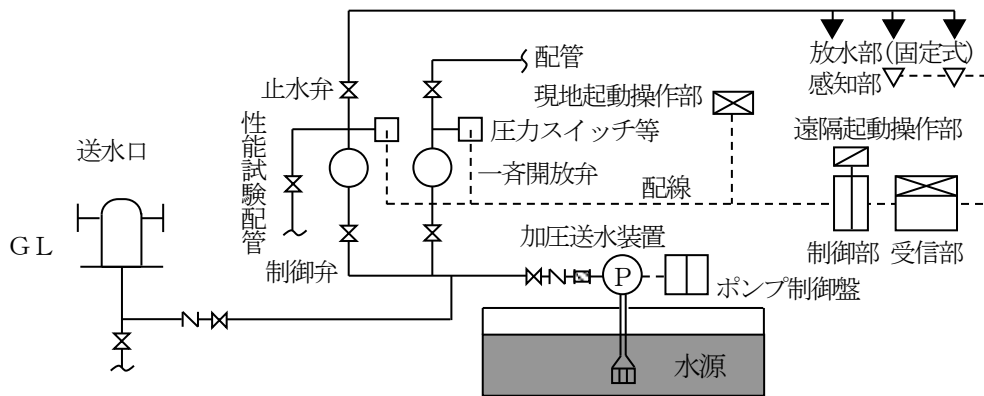 配管
放水部(固定式)
感知部
止水弁
現地起動操作部
性能試験配管
圧力スイッチ等
遠隔起動操作部
送水口
一斉開放弁
配線
GL
加圧送水装置
制御部
受信部
制御弁
P
ポンプ制御盤
水源